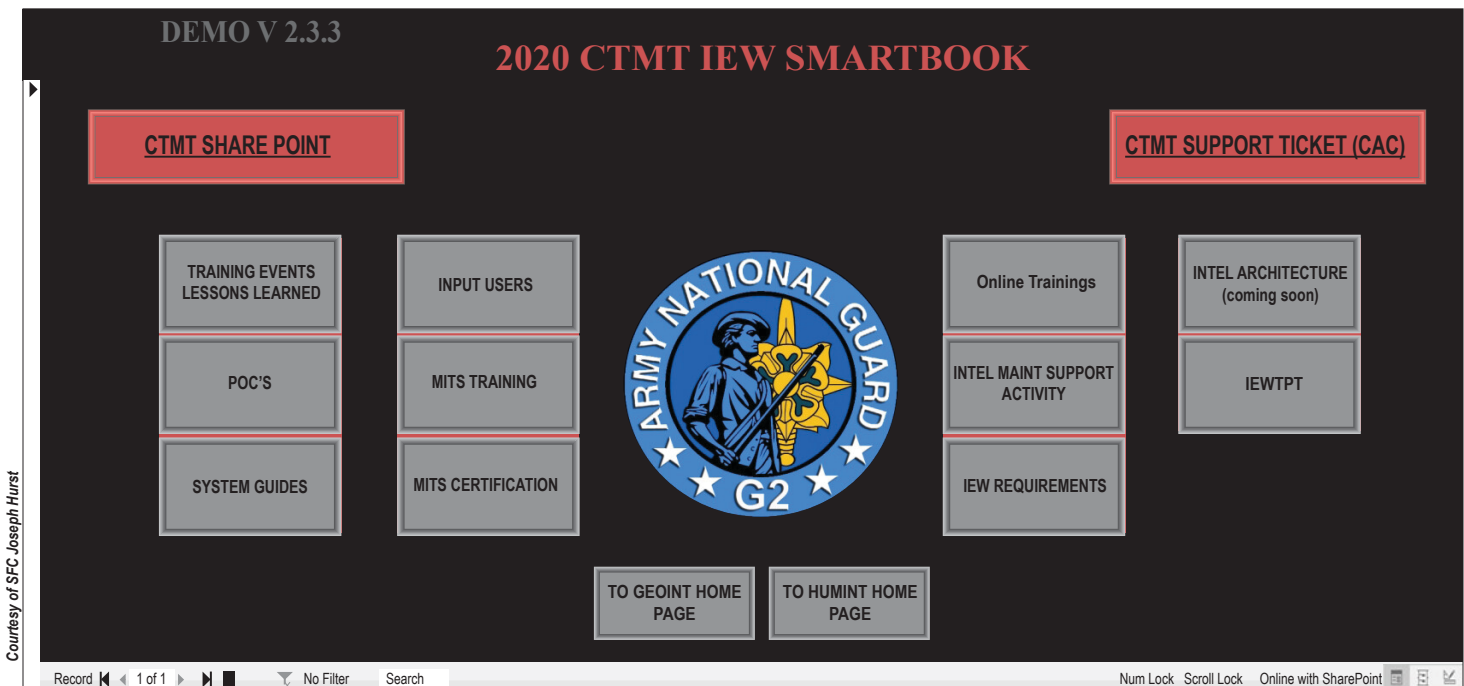 DEMO V 2.3.3
2020 CTMT IEW SMARTBOOK
CTMT SHARE POINT
CTMT SUPPORT TICKET (CAC)
TRAINING EVENTS
LESSONS LEARNED
POC'S
SYSTEM GUIDES
INPUT USERS
MITS TRAINING
MITS CERTIFICATION
ARMY NATIONAL GUARD
G2
Online Trainings
INTEL MAINT SUPPORT
ACTIVITY
IEW REQUIREMENTS
INTEL ARCHITECTURE
(coming soon)
IEWTPT
TO GEOINT HOME
PAGE
TO HUMINT HOME
PAGE
Courtesy of SFC Joseph Hurst
Record 1 of 1 No Filter Search
Num Lock Scroll Lock Online with SharePoint